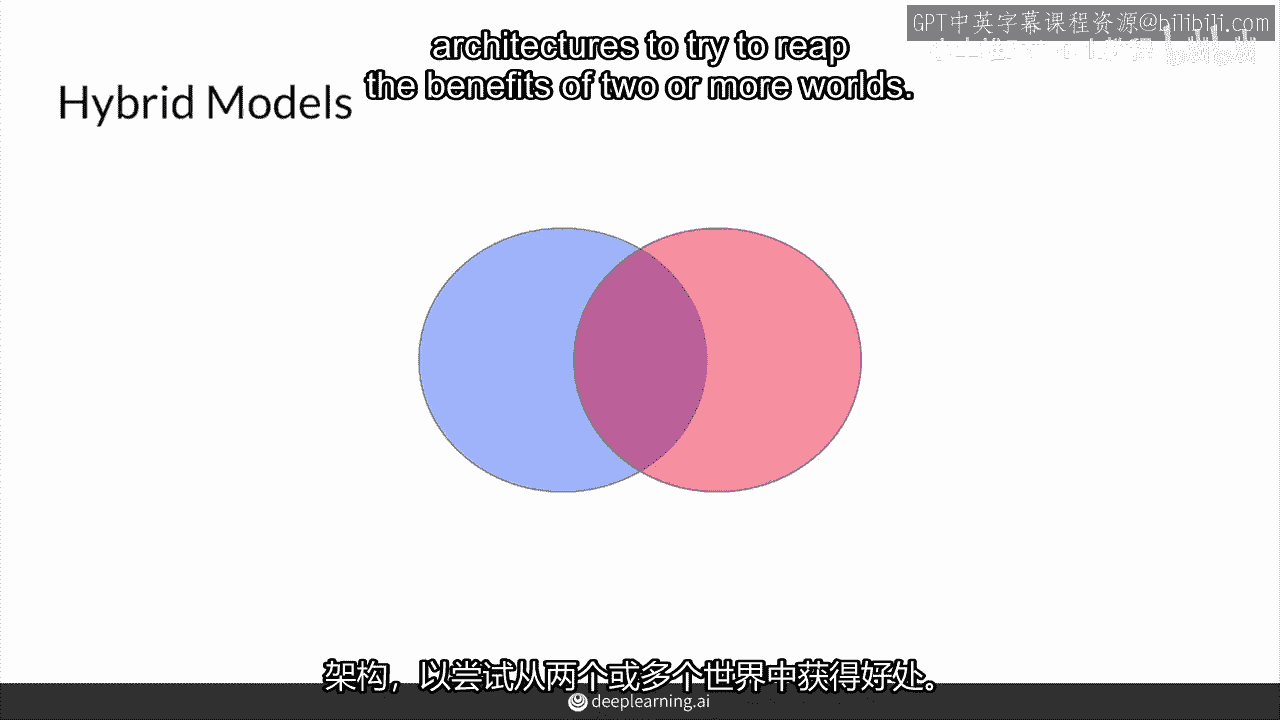 GPT中英字幕课程资源@bilibili.com
architectures to try to reap
the benefits of two or more worlds.
Hybrid Models
架构，以尝试从两个或多个世界中获得好处。
deeplearning.ai